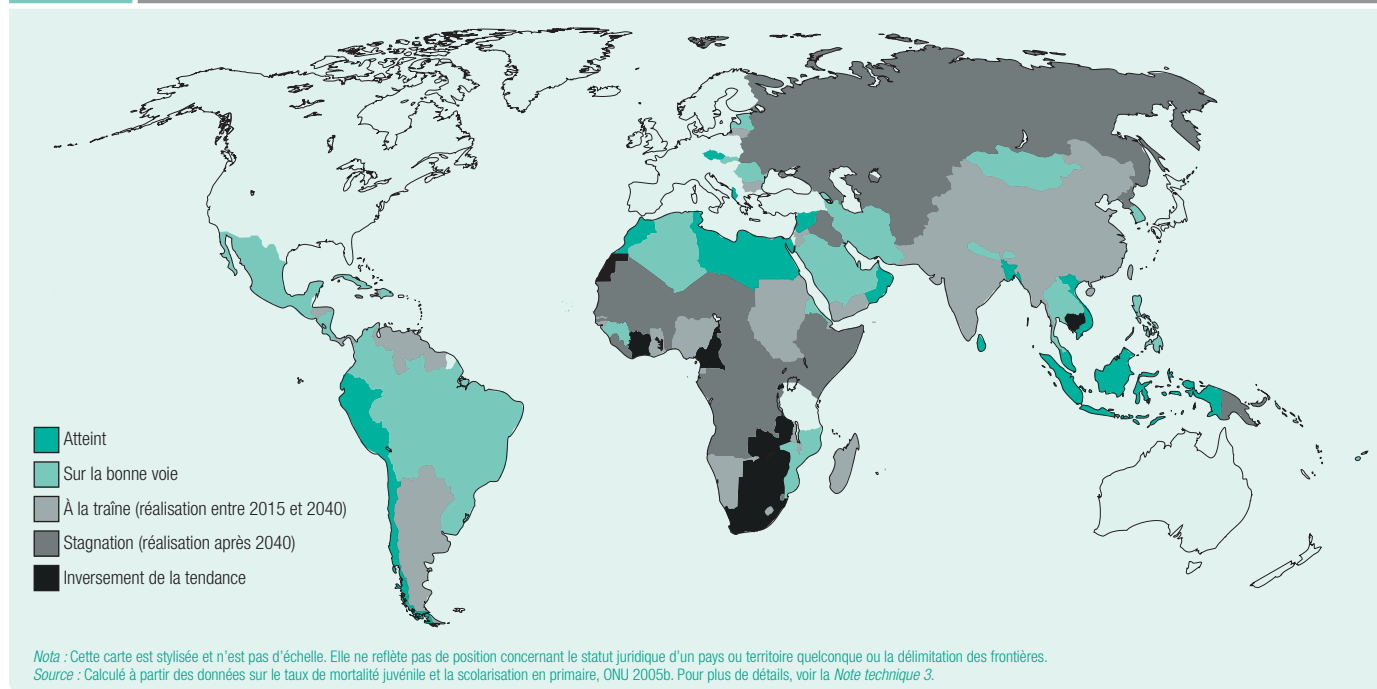 Atteint
Sur la bonne voie
À la traîne (réalisation entre 2015 et 2040)
Stagnation (réalisation après 2040)
Inversement de la tendance
Nota : Cette carte est stylisée et n'est pas d'échelle. Elle ne reflète pas de position concernant le statut juridique d'un pays ou territoire quelconque ou la délimitation des frontières.
Source : Calculé à partir des données sur le taux de mortalité juvénile et la scolarisation en primaire, ONU 2005b. Pour plus de détails, voir la Note technique 3.